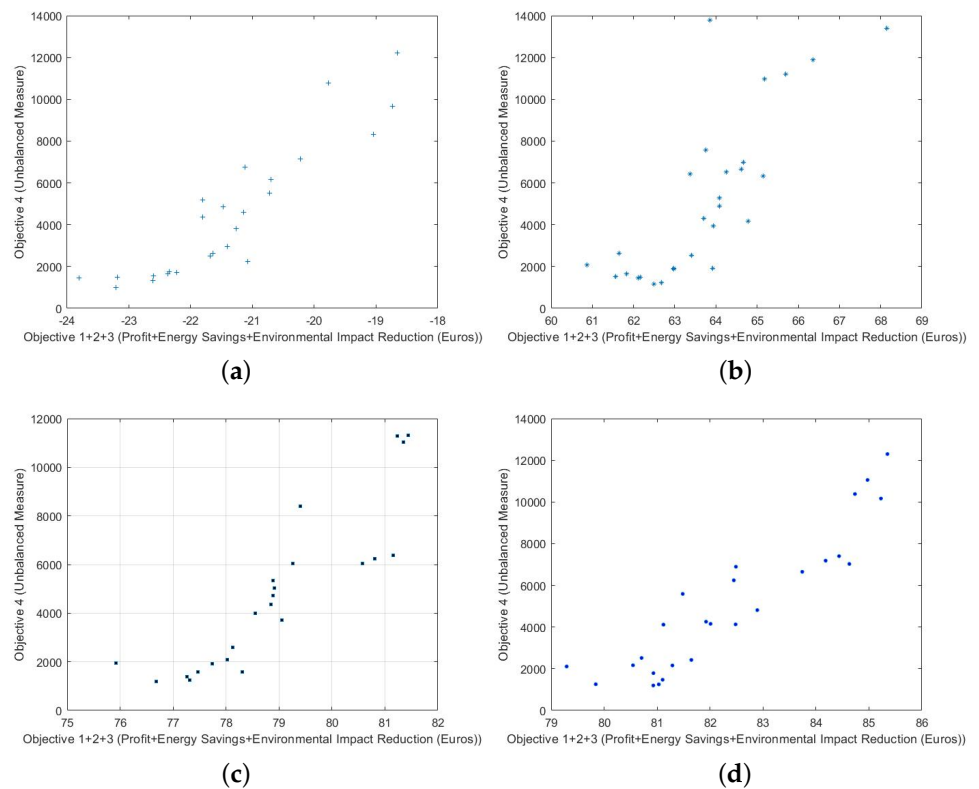 14000
12000
10000
8000
6000
4000
2000
0
-24 -23 -22 -21 -20 -19 -18
Objective 4 (Unbalanced Measure)
Objective 1+2+3 (Profit+Energy Savings+Environmental Impact Reduction (Euros))
(a)
14000
12000
10000
8000
6000
4000
2000
0
60 61 62 63 64 65 66 67 68 69
Objective 4 (Unbalanced Measure)
Objective 1+2+3 (Profit+Energy Savings+Environmental Impact Reduction (Euros))
(b)
12000
10000
8000
6000
4000
2000
0
75 76 77 78 79 80 81 82
Objective 4 (Unbalanced Measure)
Objective 1+2+3 (Profit+Energy Savings+Environmental Impact Reduction (Euros))
(c)
14000
12000
10000
8000
6000
4000
2000
0
79 80 81 82 83 84 85 86
Objective 4 (Unbalanced Measure)
Objective 1+2+3 (Profit+Energy Savings+Environmental Impact Reduction (Euros))
(d)